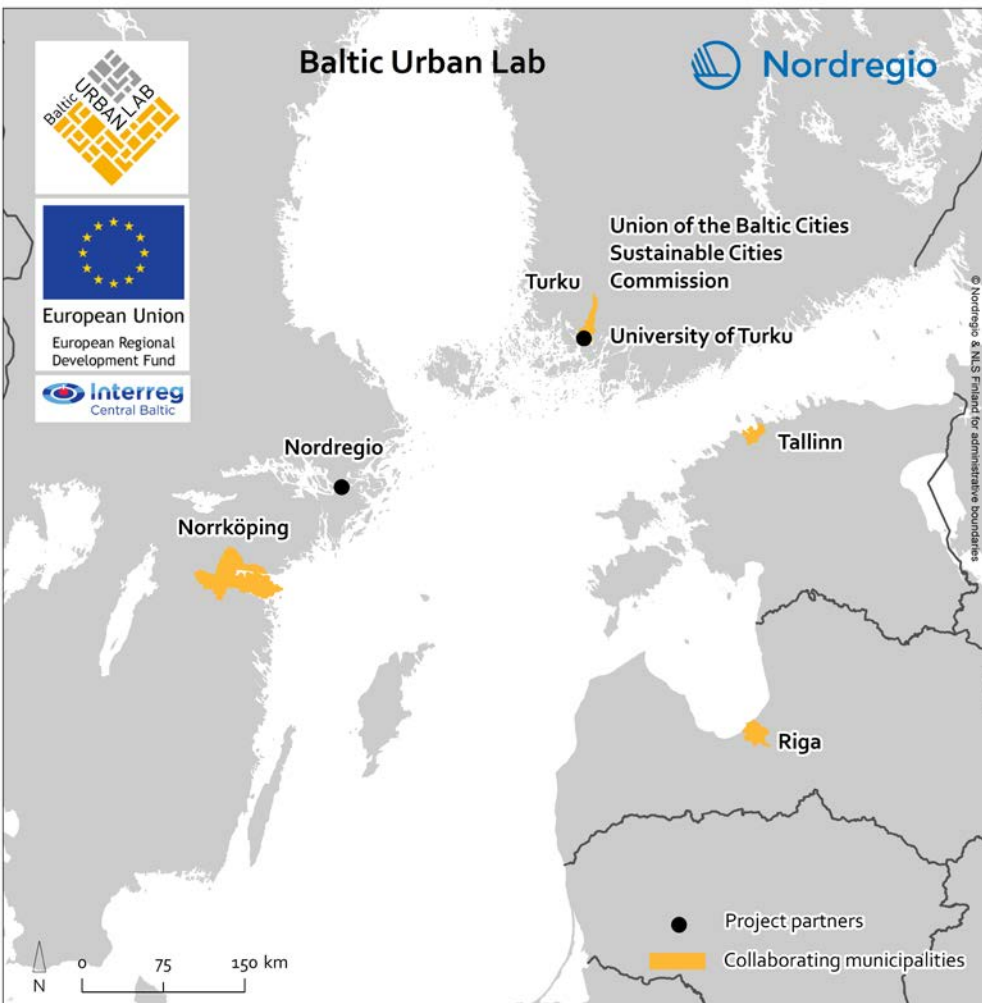 Baltic Urban Lab
Nordregio
Baltic
URBAN
LAB
European Union
European Regional
Development Fund
Interreg
Central Baltic
Union of the Baltic Cities
Sustainable Cities
Commission
Turku
University of Turku
Tallinn
Nordregio
Norrköping
Riga
Project partners
Collaborating municipalities
N
0 75 150 km
© Nordregio & NLS Finland for administrative boundaries